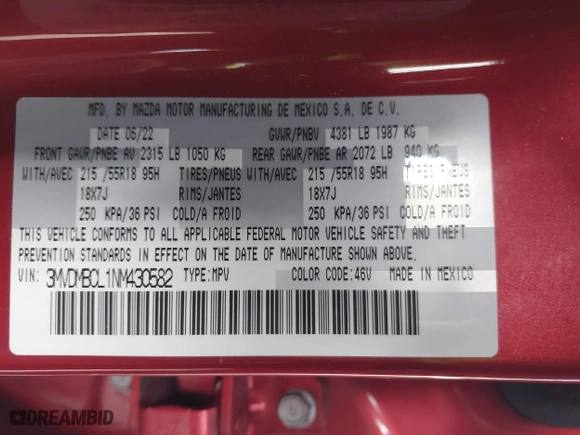 MFD. BY MAZDA MOTOR MANUFACTURING DE MEXICO S.A. DE C.V.
DATE 06/22 GVWR/PNBV 4381 LB 1987 KG
FRONT GAWR/PNBE AV 2315 LB 1050 KG REAR GAWR/PNBE AR 2072 LB 940 KG
WITH/AVEC 215 /55R18 95H TIRES/PNEUS WITH/AVEC 215 /55R18 95H TIRES/PNEUS
18X7J RIMS/JANTES 18X7J RIMS/JANTES
250 KPA/36 PSI COLD/A FROID 250 KPA/36 PSI COLD/A FROID
THIS VEHICLE CONFORMS TO ALL APPLICABLE FEDERAL MOTOR VEHICLE SAFETY AND THEFT
PREVENTION STANDARDS IN EFFECT ON THE DATE OF MANUFACTURE SHOWN ABOVE.
VIN: 3MVDMBCL1NM430582 TYPE:MPV COLOR CODE:46V MADE IN MEXICO
DREAMBID